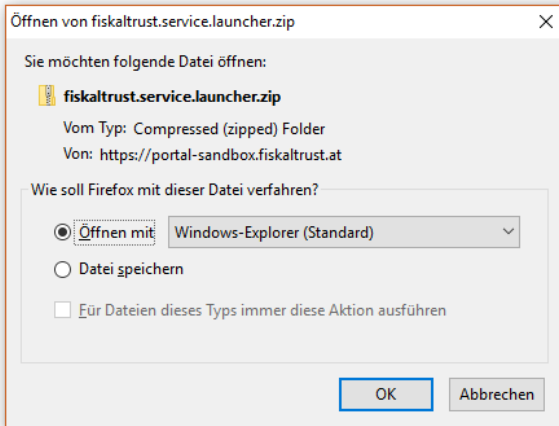 Öffnen von fiskaltrust.service.launcher.zip
Sie möchten folgende Datei öffnen:
fiskaltrust.service.launcher.zip
Vom Typ: Compressed (zipped) Folder
Von: https://portal-sandbox.fiskaltrust.at
Wie soll Firefox mit dieser Datei verfahren?
Öffnen mit Windows-Explorer (Standard)
Datei speichern
Für Dateien dieses Typs immer diese Aktion ausführen
OK Abbrechen